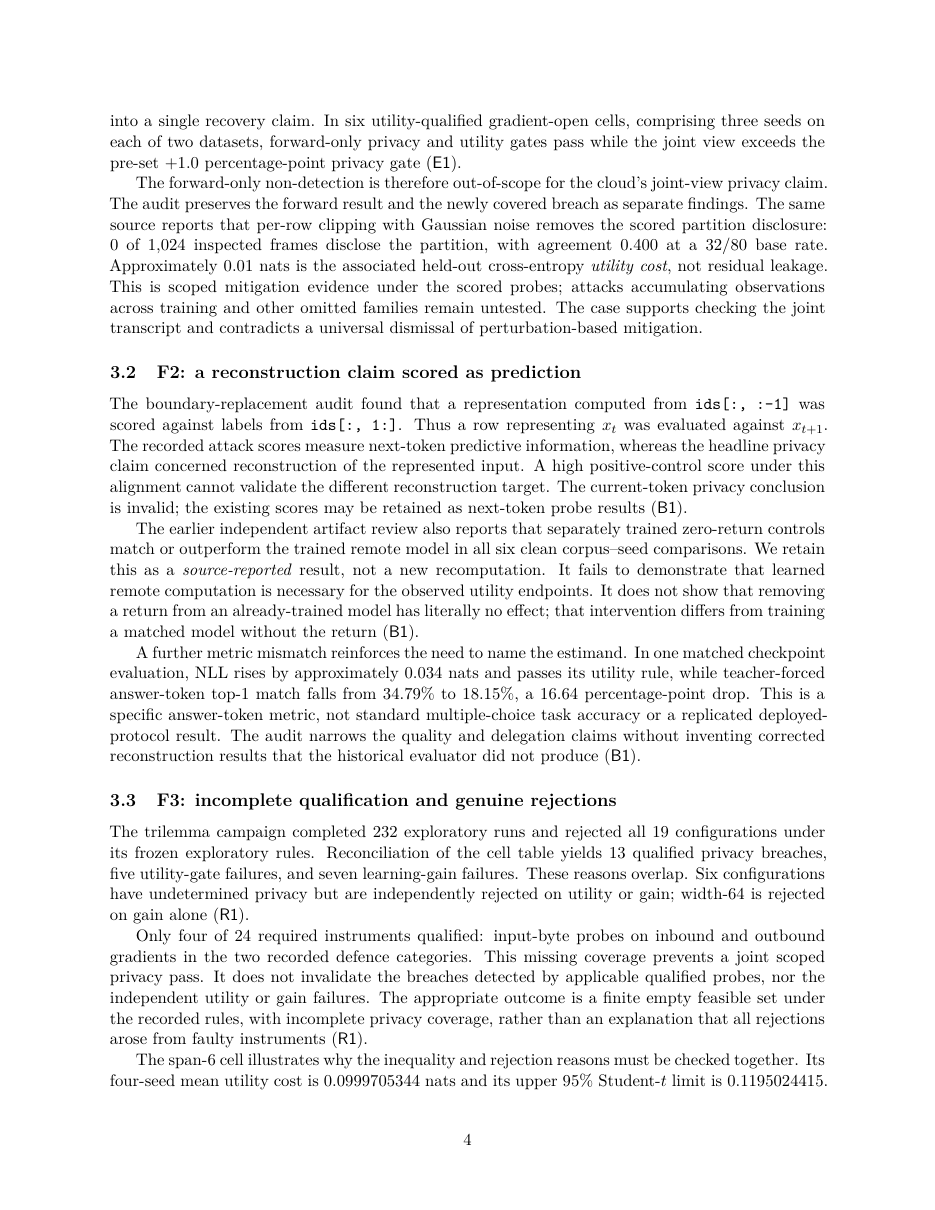 into a single recovery claim. In six utility-qualified gradient-open cells, comprising three seeds on
each of two datasets, forward-only privacy and utility gates pass while the joint view exceeds the
pre-set +1.0 percentage-point privacy gate (E1).
The forward-only non-detection is therefore out-of-scope for the cloud's joint-view privacy claim.
The audit preserves the forward result and the newly covered breach as separate findings. The same
source reports that per-row clipping with Gaussian noise removes the scored partition disclosure:
0 of 1,024 inspected frames disclose the partition, with agreement 0.400 at a 32/80 base rate.
Approximately 0.01 nats is the associated held-out cross-entropy utility cost, not residual leakage.
This is scoped mitigation evidence under the scored probes; attacks accumulating observations
across training and other omitted families remain untested. The case supports checking the joint
transcript and contradicts a universal dismissal of perturbation-based mitigation.
3.2 F2: a reconstruction claim scored as prediction
The boundary-replacement audit found that a representation computed from ids[:, :-1] was
scored against labels from ids[:, 1:]. Thus a row representing x_t was evaluated against x_{t+1}.
The recorded attack scores measure next-token predictive information, whereas the headline privacy
claim concerned reconstruction of the represented input. A high positive-control score under this
alignment cannot validate the different reconstruction target. The current-token privacy conclusion
is invalid; the existing scores may be retained as next-token probe results (B1).
The earlier independent artifact review also reports that separately trained zero-return controls
match or outperform the trained remote model in all six clean corpus–seed comparisons. We retain
this as a source-reported result, not a new recomputation. It fails to demonstrate that learned
remote computation is necessary for the observed utility endpoints. It does not show that removing
a return from an already-trained model has literally no effect; that intervention differs from training
a matched model without the return (B1).
A further metric mismatch reinforces the need to name the estimand. In one matched checkpoint
evaluation, NLL rises by approximately 0.034 nats and passes its utility rule, while teacher-forced
answer-token top-1 match falls from 34.79% to 18.15%, a 16.64 percentage-point drop. This is a
specific answer-token metric, not standard multiple-choice task accuracy or a replicated deployed-
protocol result. The audit narrows the quality and delegation claims without inventing corrected
reconstruction results that the historical evaluator did not produce (B1).
3.3 F3: incomplete qualification and genuine rejections
The trilemma campaign completed 232 exploratory runs and rejected all 19 configurations under
its frozen exploratory rules. Reconciliation of the cell table yields 13 qualified privacy breaches,
five utility-gate failures, and seven learning-gain failures. These reasons overlap. Six configurations
have undetermined privacy but are independently rejected on utility or gain; width-64 is rejected
on gain alone (R1).
Only four of 24 required instruments qualified: input-byte probes on inbound and outbound
gradients in the two recorded defence categories. This missing coverage prevents a joint scoped
privacy pass. It does not invalidate the breaches detected by applicable qualified probes, nor the
independent utility or gain failures. The appropriate outcome is a finite empty feasible set under
the recorded rules, with incomplete privacy coverage, rather than an explanation that all rejections
arose from faulty instruments (R1).
The span-6 cell illustrates why the inequality and rejection reasons must be checked together. Its
four-seed mean utility cost is 0.0999705344 nats and its upper 95% Student-t limit is 0.1195024415.
4